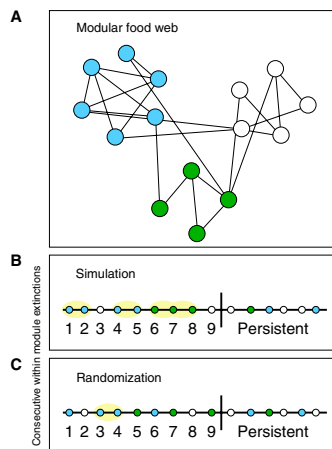 A
Modular food web
B
Simulation
1 2 3 4 5 6 7 8 9 Persistent
C
Randomization
1 2 3 4 5 6 7 8 9 Persistent
Consecutive within module extinctions